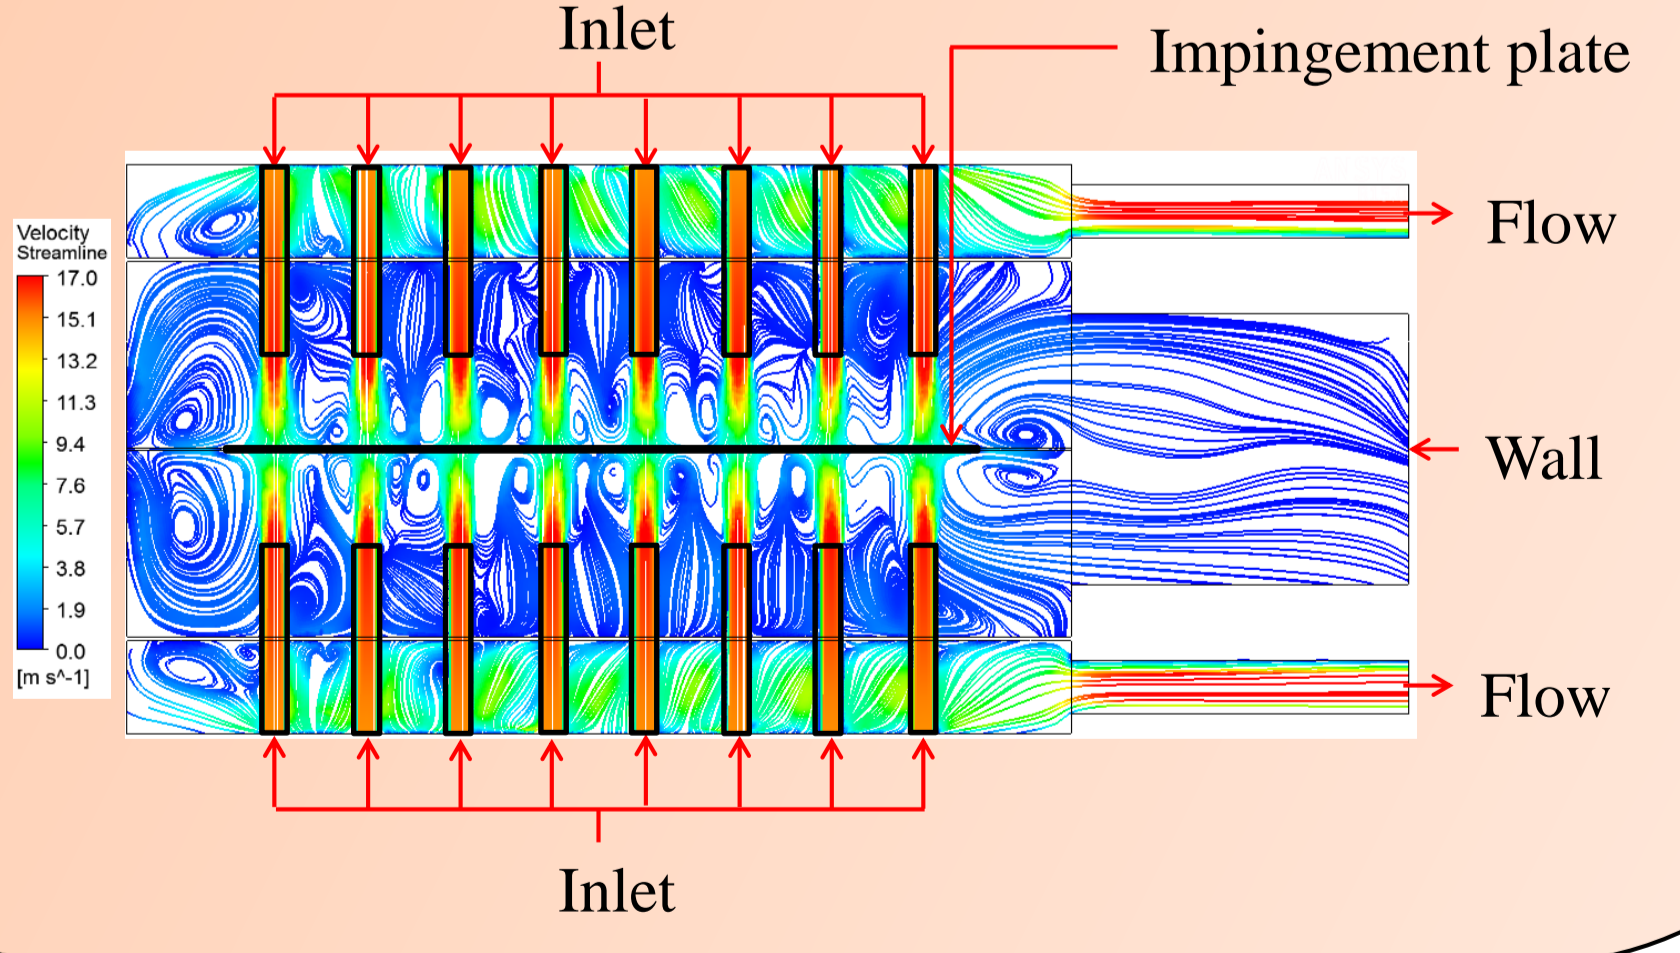 Inlet
Impingement plate
Velocity
Streamline
17.0
15.1
13.2
11.3
9.4
7.6
5.7
3.8
1.9
0.0
[m s^-1]
Flow
Wall
Flow
Inlet